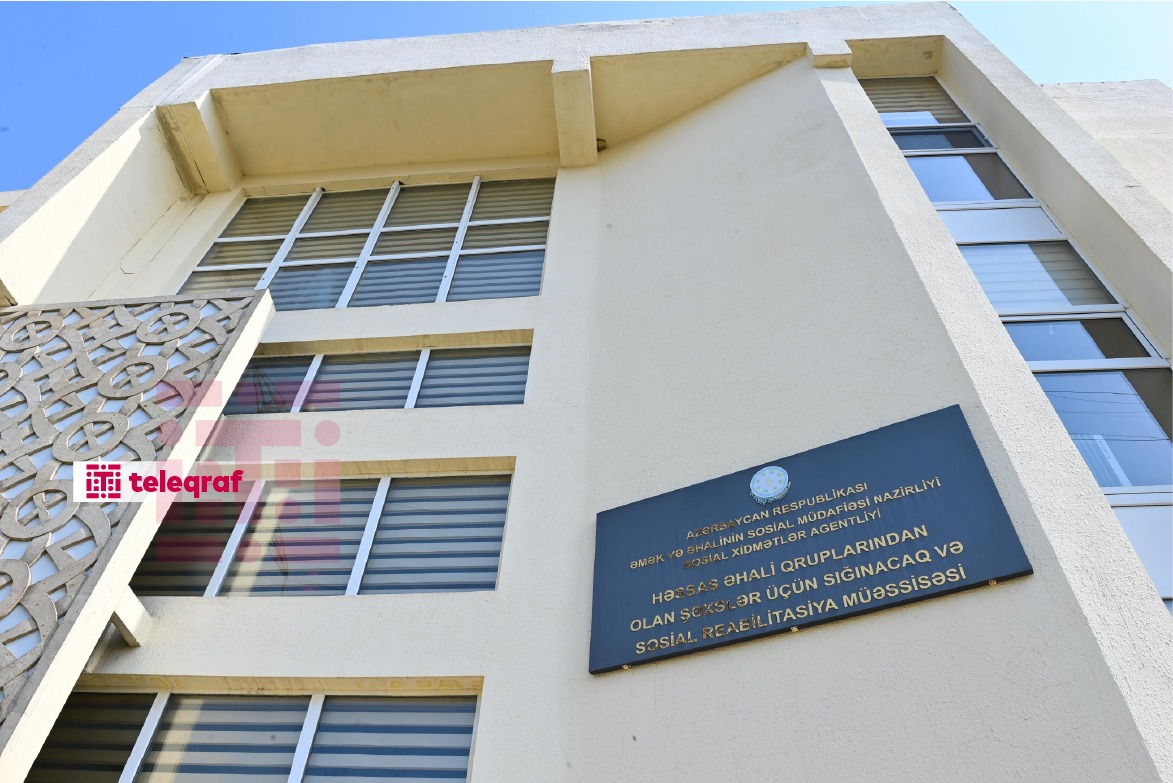 AZƏRBAYCAN RESPUBLİKASI
ƏMƏK VƏ ƏHALİNİN SOSİAL MÜDAFİƏSİ NAZİRLİYİ
SOSİAL XİDMƏTLƏR AGENTLİYİ
HƏSSAS ƏHALİ QRUPLARINDAN
OLAN ŞƏXSLƏR ÜÇÜN SIĞINACAQ VƏ
SOSİAL REABİLİTASİYA MÜƏSSİSƏSİ
teleqraf